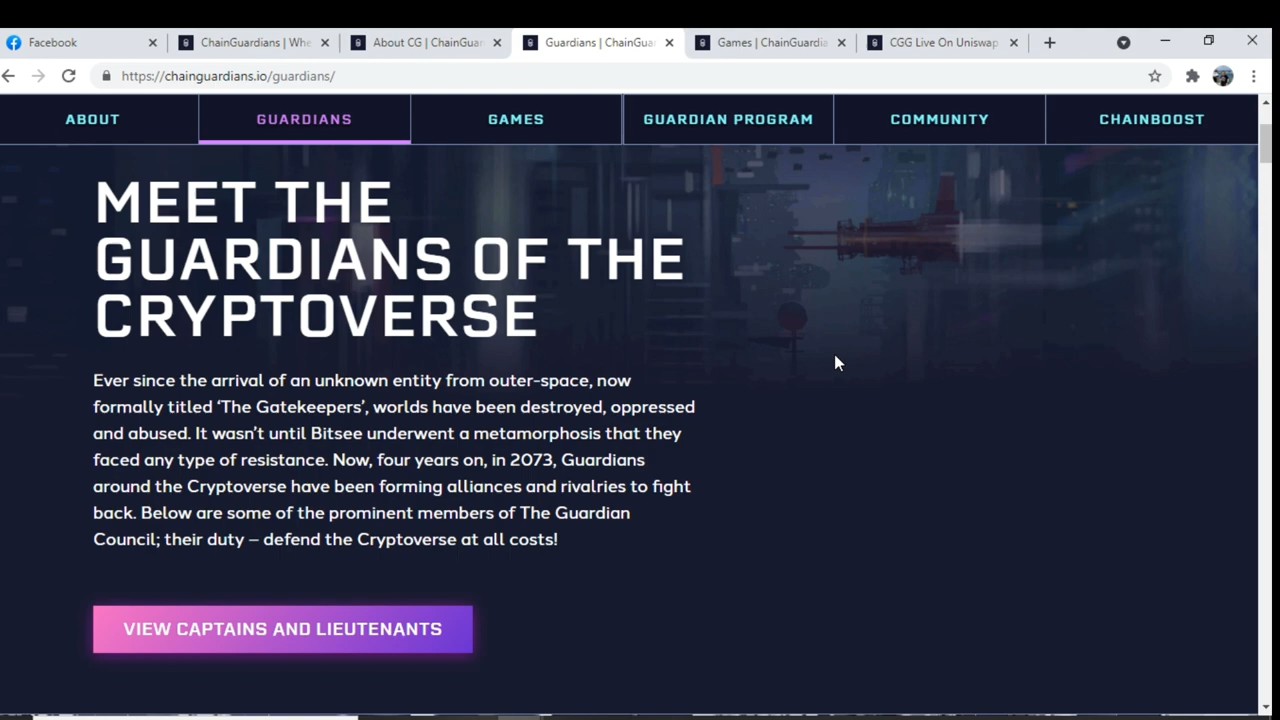 Facebook
ChainGuardians | Whe
About CG | ChainGuar
Guardians | ChainGua
Games | ChainGuardia
CGG Live On Uniswap
https://chainguardians.io/guardians/
ABOUT
GUARDIANS
GAMES
GUARDIAN PROGRAM
COMMUNITY
CHAINBOOST
MEET THE
GUARDIANS OF THE
CRYPTOVERSE
Ever since the arrival of an unknown entity from outer-space, now
formally titled ‘The Gatekeepers’, worlds have been destroyed, oppressed
and abused. It wasn’t until Bitsee underwent a metamorphosis that they
faced any type of resistance. Now, four years on, in 2073, Guardians
around the Cryptoverse have been forming alliances and rivalries to fight
back. Below are some of the prominent members of The Guardian
Council; their duty – defend the Cryptoverse at all costs!
VIEW CAPTAINS AND LIEUTENANTS